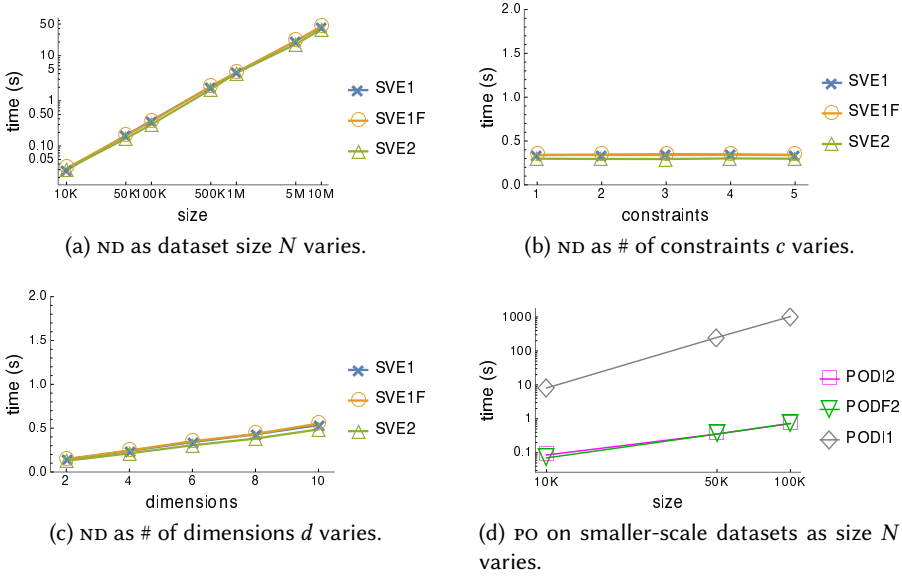 50
10
5
1
0.50
0.10
0.05
time (s)
10K 50K 100K 500K 1M 5M 10M
size
SVE1
SVE1F
SVE2
(a) ND as dataset size N varies.
2.0
1.5
1.0
0.5
0.0
time (s)
1 2 3 4 5
constraints
SVE1
SVE1F
SVE2
(b) ND as # of constraints c varies.
2.0
1.5
1.0
0.5
0.0
time (s)
2 4 6 8 10
dimensions
SVE1
SVE1F
SVE2
(c) ND as # of dimensions d varies.
1000
100
10
1
0.1
time (s)
10K 50K 100K
size
PODI2
PODF2
PODI1
(d) PO on smaller-scale datasets as size N
varies.